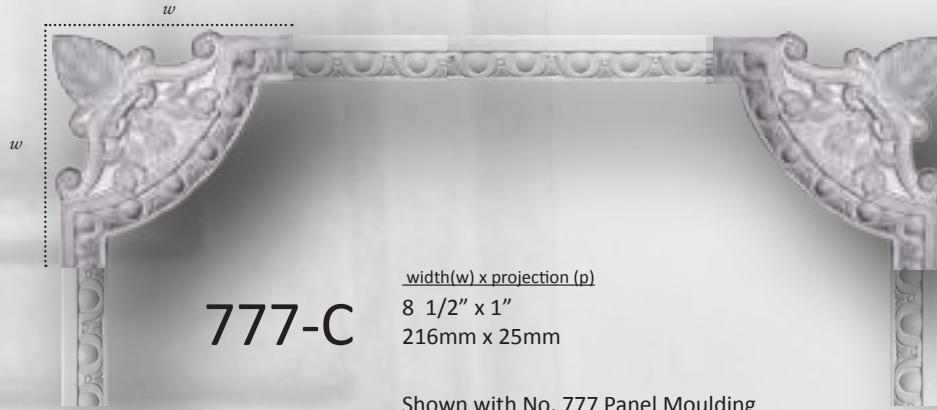 w
w
777-C
width(w) x projection (p)
8 1/2” x 1”
216mm x 25mm
Shown with No. 777 Panel Moulding